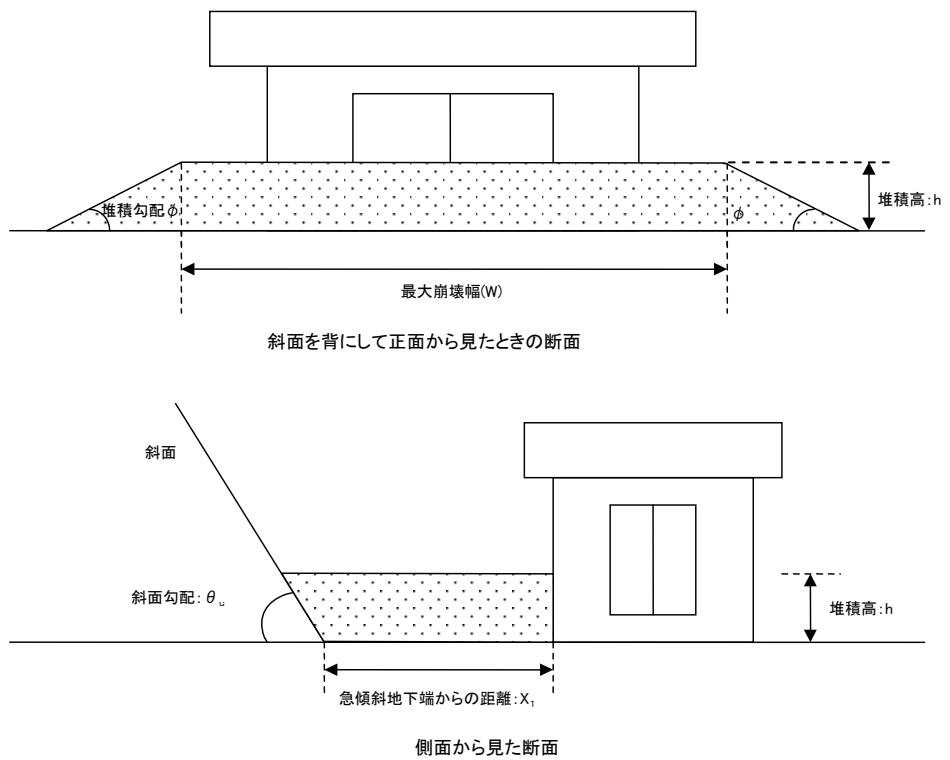 堆積勾配φ
φ
堆積高:h
最大崩壊幅(W)
斜面を背にして正面から見たときの断面
斜面
斜面勾配:θu
堆積高:h
急傾斜地下端からの距離:X1
側面から見た断面